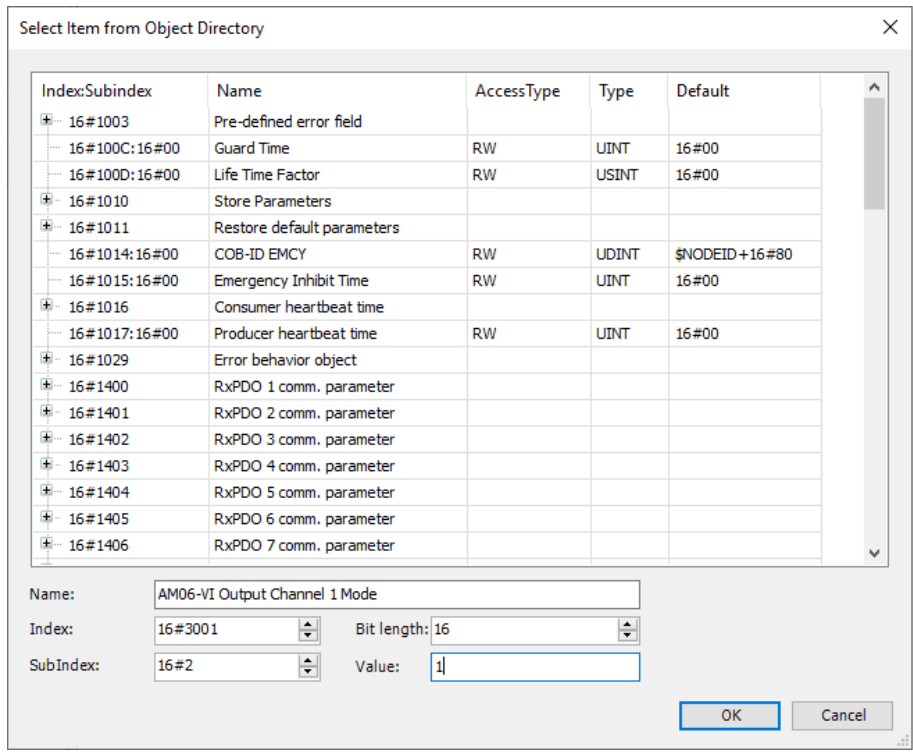 Select Item from Object Directory
Index:Subindex Name AccessType Type Default
16#1003 Pre-defined error field
16#100C:16#00 Guard Time RW UINT 16#00
16#100D:16#00 Life Time Factor RW USINT 16#00
16#1010 Store Parameters
16#1011 Restore default parameters
16#1014:16#00 COB-ID EMCY RW UDINT $NODEID+16#80
16#1015:16#00 Emergency Inhibit Time RW UINT 16#00
16#1016 Consumer heartbeat time
16#1017:16#00 Producer heartbeat time RW UINT 16#00
16#1029 Error behavior object
16#1400 RxPDO 1 comm. parameter
16#1401 RxPDO 2 comm. parameter
16#1402 RxPDO 3 comm. parameter
16#1403 RxPDO 4 comm. parameter
16#1404 RxPDO 5 comm. parameter
16#1405 RxPDO 6 comm. parameter
16#1406 RxPDO 7 comm. parameter
Name: AM06-VI Output Channel 1 Mode
Index: 16#3001 Bit length: 16
SubIndex: 16#2 Value: 1
OK Cancel